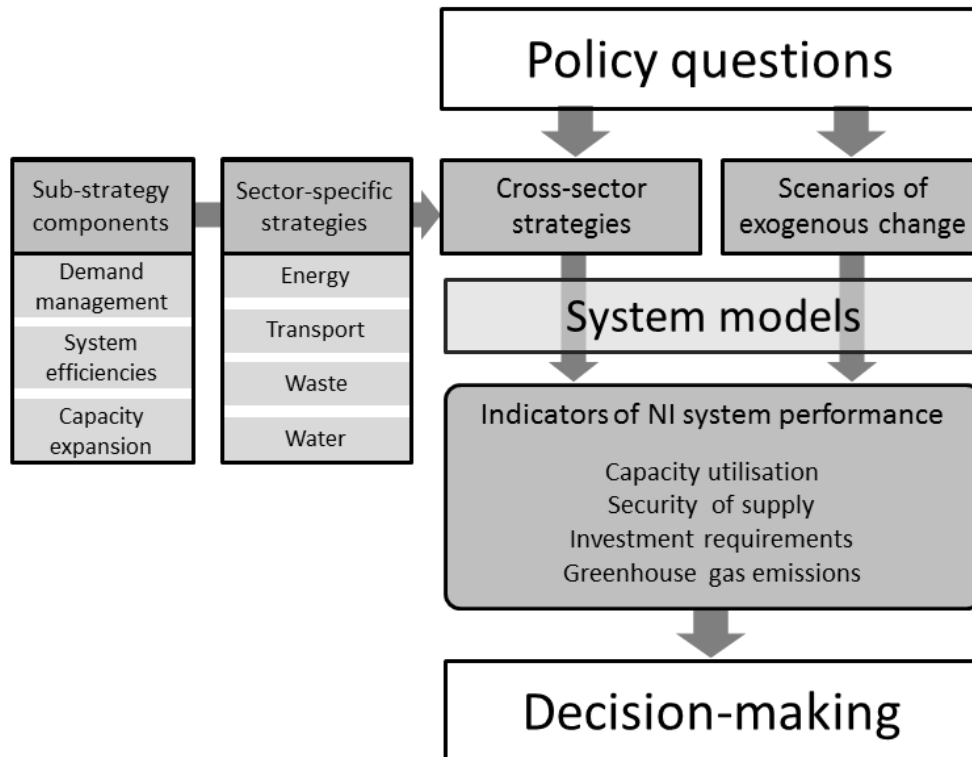 Policy questions
Sub-strategy
components
Demand
management
System
efficiencies
Capacity
expansion
Sector-specific
strategies
Energy
Transport
Waste
Water
Cross-sector
strategies
Scenarios of
exogenous change
System models
Indicators of NI system performance
Capacity utilisation
Security of supply
Investment requirements
Greenhouse gas emissions
Decision-making